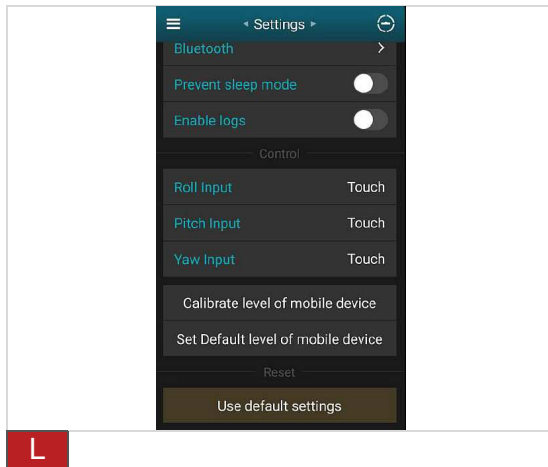 Settings
Bluetooth
Prevent sleep mode
Enable logs
Control
Roll Input Touch
Pitch Input Touch
Yaw Input Touch
Calibrate level of mobile device
Set Default level of mobile device
Reset
Use default settings
L